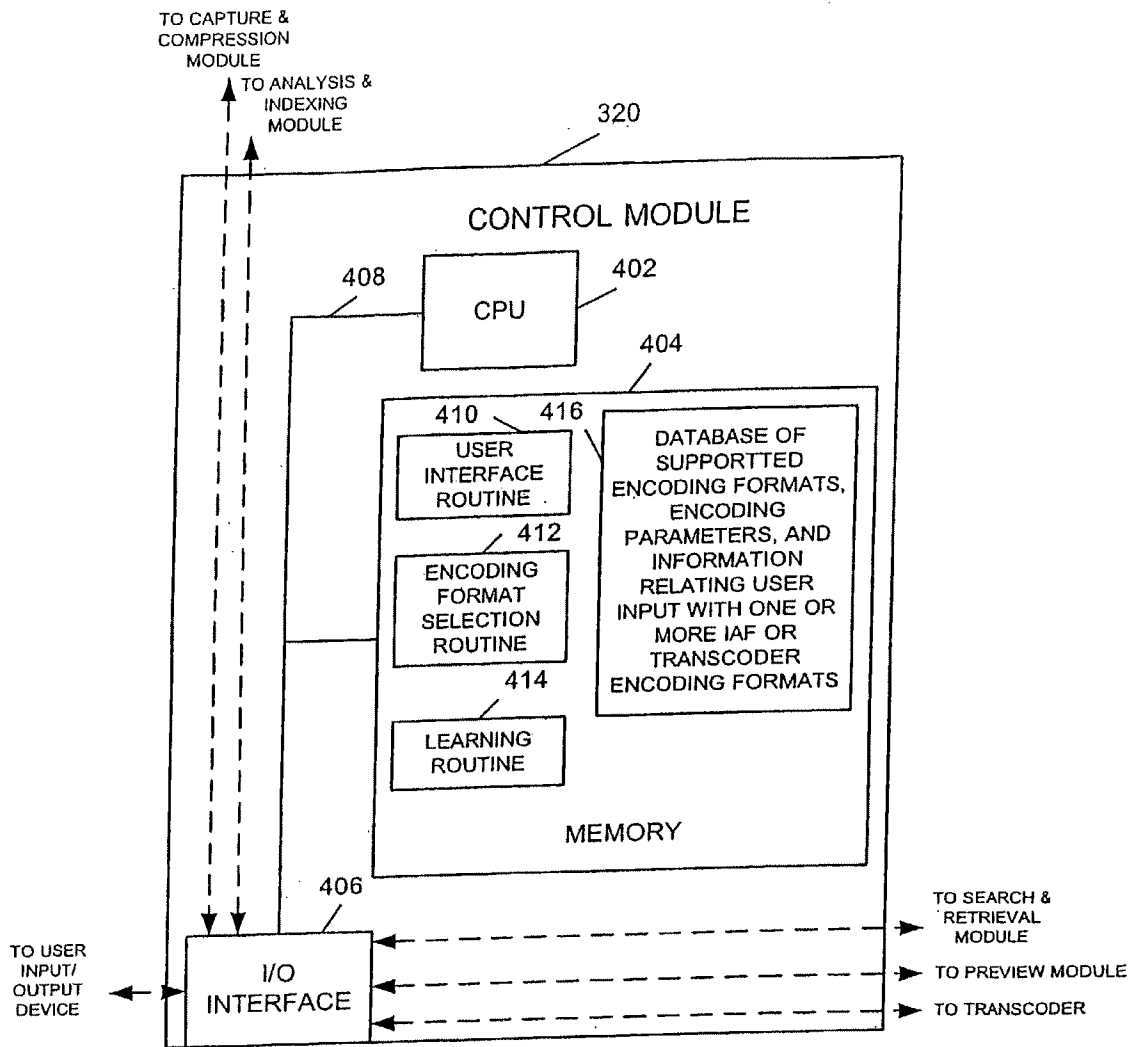 TO CAPTURE &
COMPRESSION
MODULE
TO ANALYSIS &
INDEXING
MODULE
320
CONTROL MODULE
408
CPU
402
404
410
USER
INTERFACE
ROUTINE
412
ENCODING
FORMAT
SELECTION
ROUTINE
414
LEARNING
ROUTINE
416
DATABASE OF
SUPPORTTED
ENCODING FORMATS,
ENCODING
PARAMETERS, AND
INFORMATION
RELATING USER
INPUT WITH ONE OR
MORE IAF OR
TRANSCODER
ENCODING FORMATS
MEMORY
406
I/O
INTERFACE
TO USER
INPUT/
OUTPUT
DEVICE
TO SEARCH &
RETRIEVAL
MODULE
TO PREVIEW MODULE
TO TRANSCODER